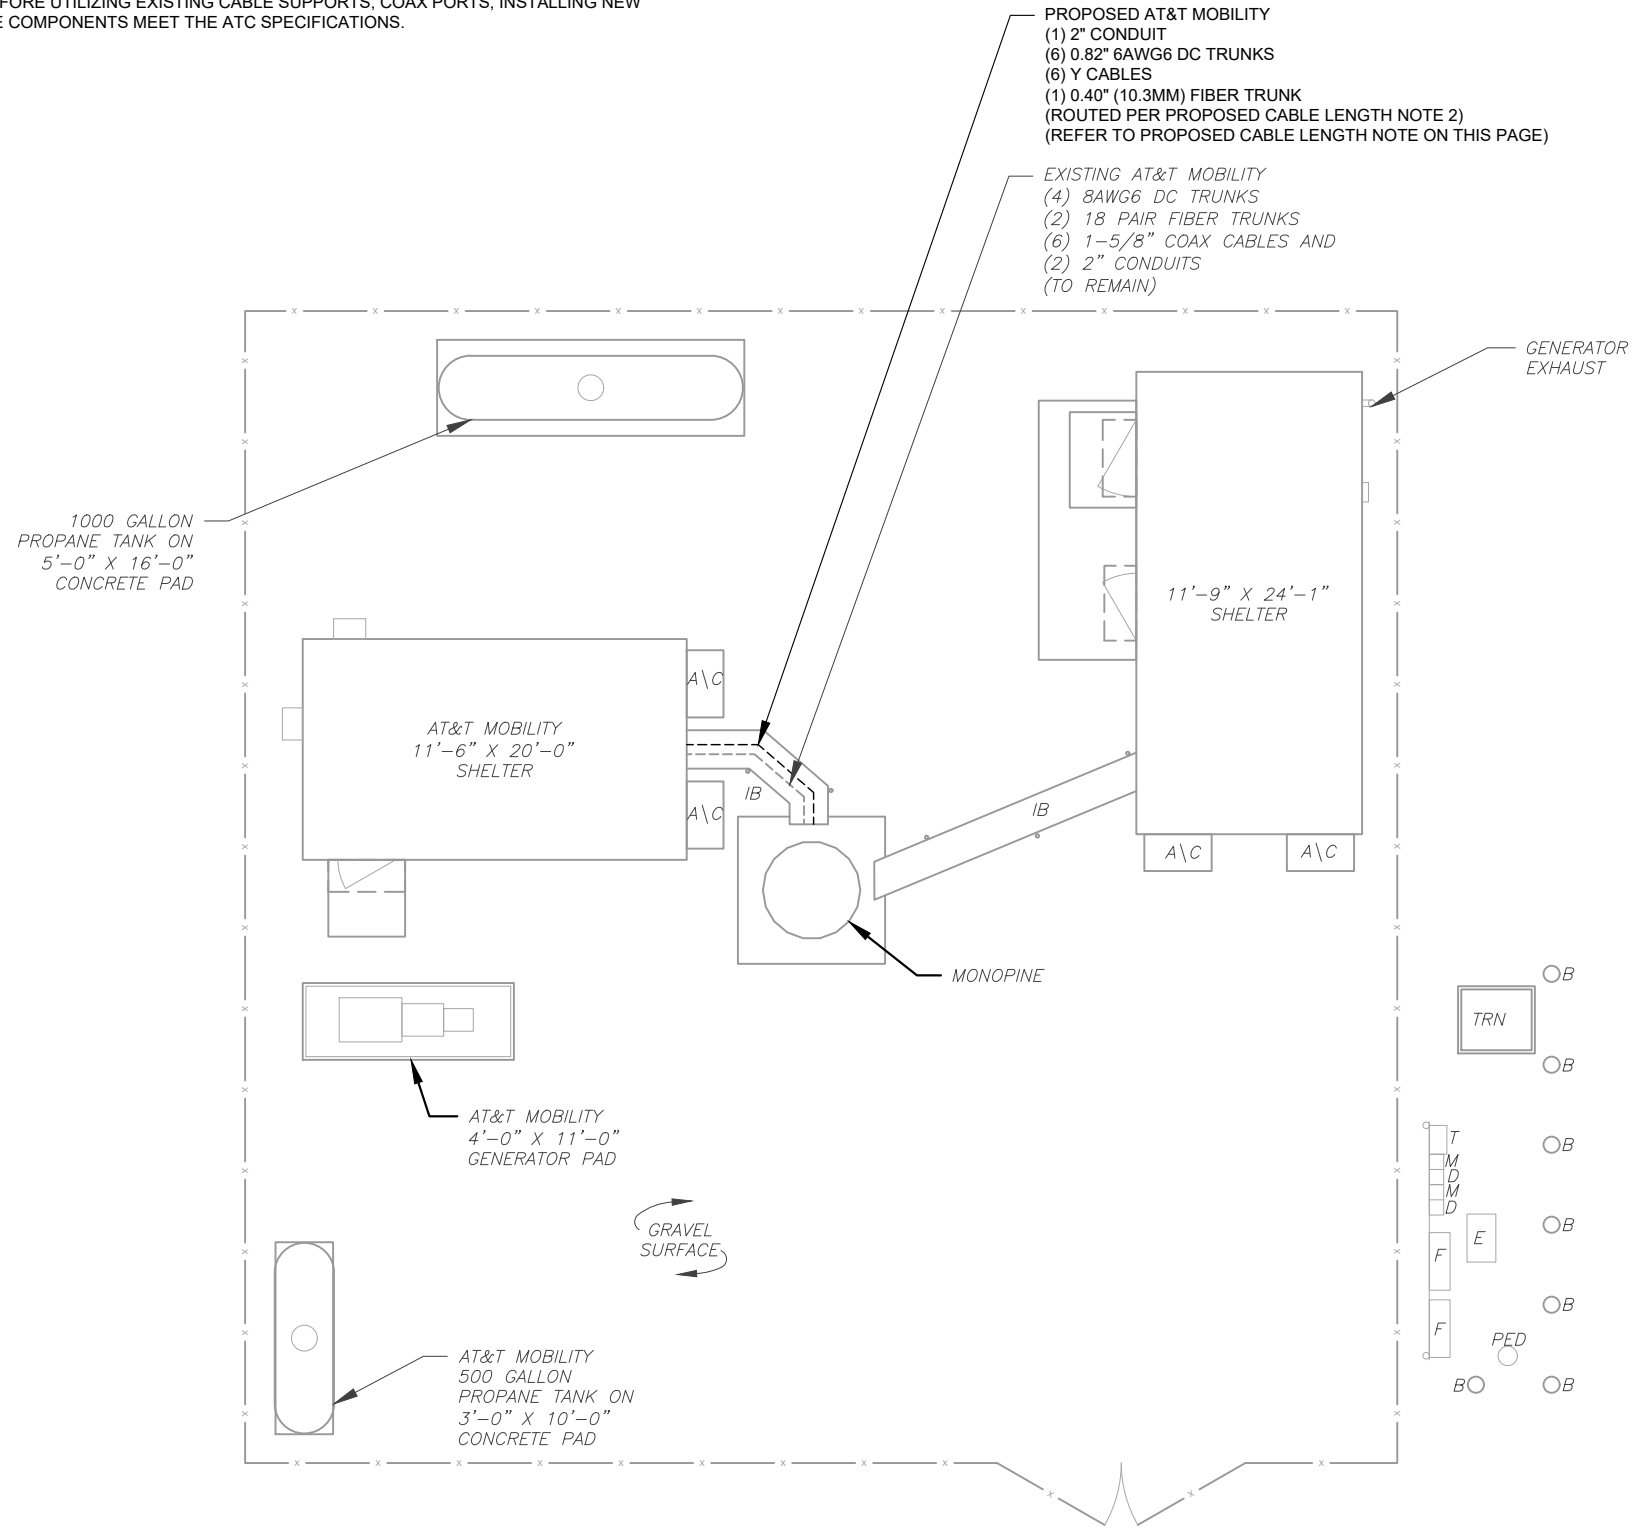 FORE UTILIZING EXISTING CABLE SUPPORTS, COAX PORTS, INSTALLING NEW
E COMPONENTS MEET THE ATC SPECIFICATIONS.
PROPOSED AT&T MOBILITY
(1) 2" CONDUIT
(6) 0.82" 6AWG6 DC TRUNKS
(6) Y CABLES
(1) 0.40" (10.3MM) FIBER TRUNK
(ROUTED PER PROPOSED CABLE LENGTH NOTE 2)
(REFER TO PROPOSED CABLE LENGTH NOTE ON THIS PAGE)
EXISTING AT&T MOBILITY
(4) 8AWG6 DC TRUNKS
(2) 18 PAIR FIBER TRUNKS
(6) 1-5/8" COAX CABLES AND
(2) 2" CONDUITS
(TO REMAIN)
GENERATOR
EXHAUST
1000 GALLON
PROPANE TANK ON
5'-0" X 16'-0"
CONCRETE PAD
11'-9" X 24'-1"
SHELTER
A\C
AT&T MOBILITY
11'-6" X 20'-0"
SHELTER
IB
A\C
IB
A\C
A\C
MONOPINE
B
TRN
B
AT&T MOBILITY
4'-0" X 11'-0"
GENERATOR PAD
T
B
M
D
M
D
GRAVEL
SURFACE
E
B
F
F
B
PED
B
B
AT&T MOBILITY
500 GALLON
PROPANE TANK ON
3'-0" X 10'-0"
CONCRETE PAD